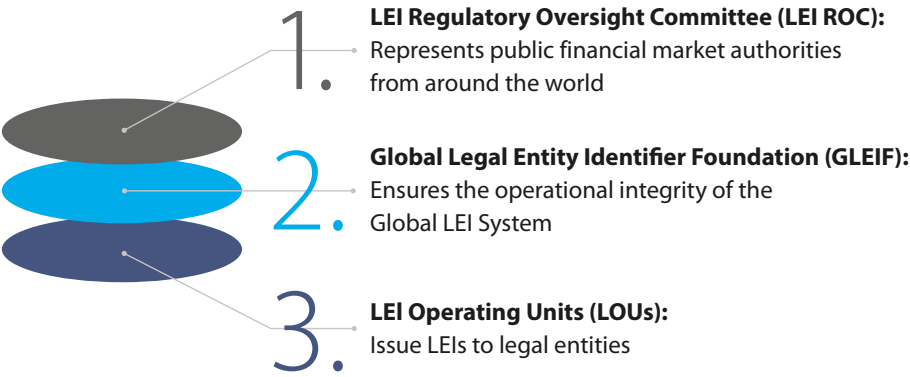 1.
LEI Regulatory Oversight Committee (LEI ROC):
Represents public financial market authorities
from around the world
2.
Global Legal Entity Identifier Foundation (GLEIF):
Ensures the operational integrity of the
Global LEI System
3.
LEI Operating Units (LOUs):
Issue LEIs to legal entities